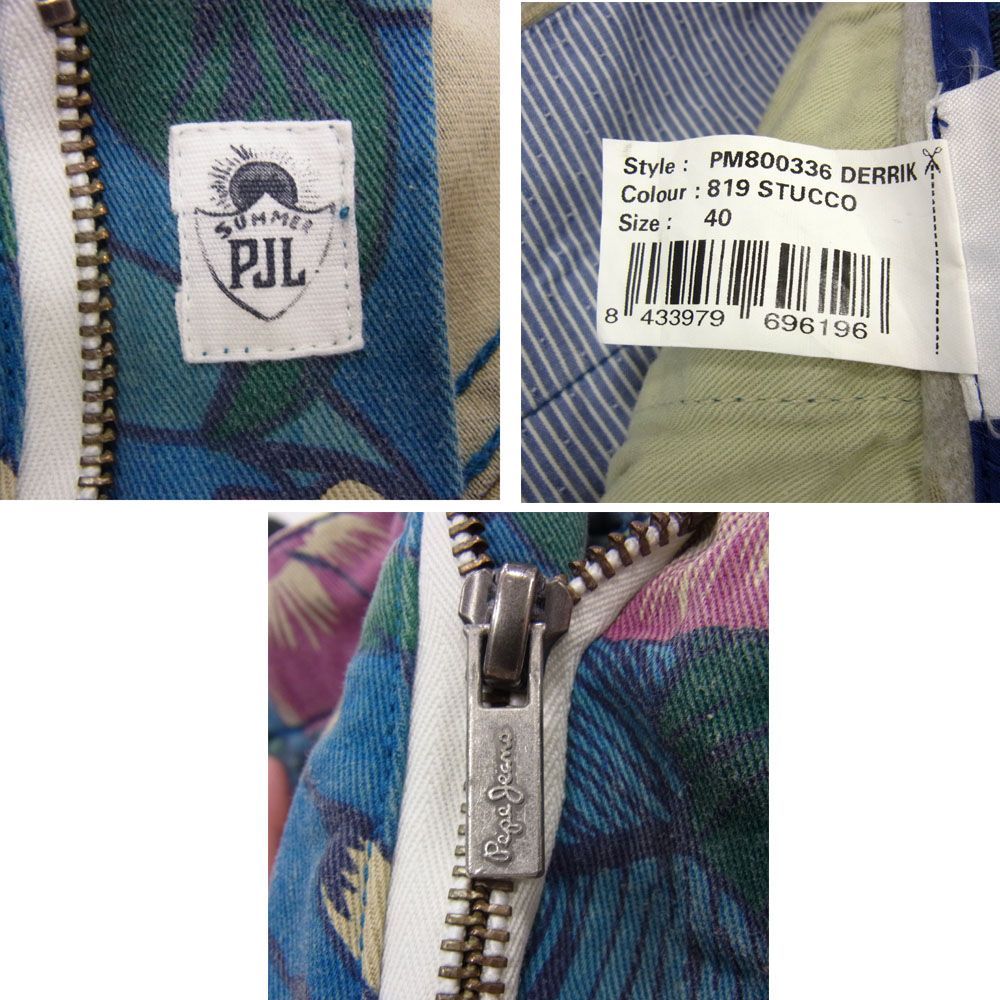 SUMMER
PJL
Style : PM800336 DERRIK
Colour : 819 STUCCO
Size : 40
8 433979 696196
Pepe Jeans